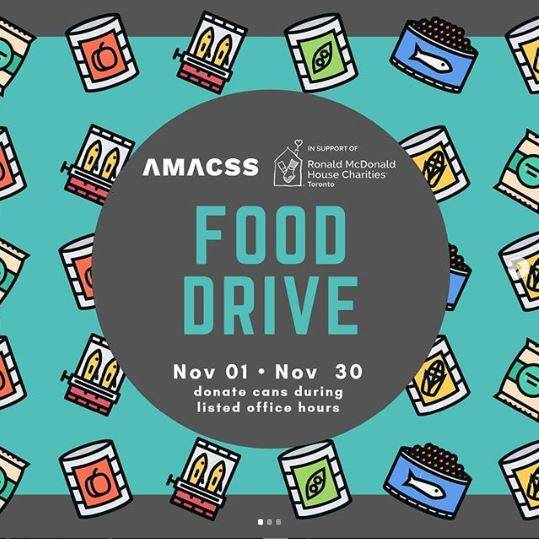 AMACSS
IN SUPPORT OF
Ronald McDonald
House Charities
Toronto
FOOD
DRIVE
Nov 01 • Nov 30
donate cans during
listed office hours